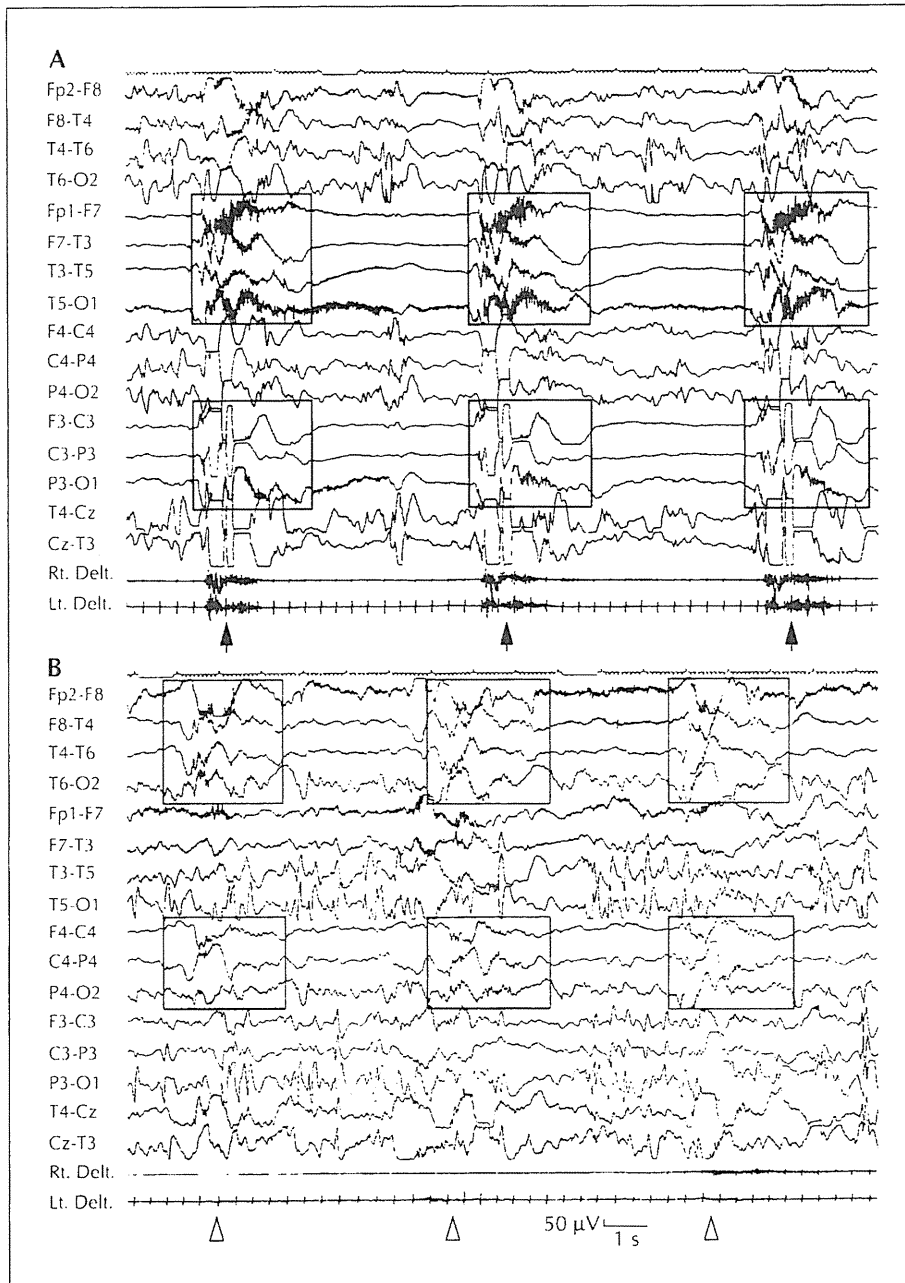 A
Fp2-F8
F8-T4
T4-T6
T6-O2
Fp1-F7
F7-T3
T3-T5
T5-O1
F4-C4
C4-P4
P4-O2
F3-C3
C3-P3
P3-O1
T4-Cz
Cz-T3
Rt. Delt.
Lt. Delt.
B
Fp2-F8
F8-T4
T4-T6
T6-O2
Fp1-F7
F7-T3
T3-T5
T5-O1
F4-C4
C4-P4
P4-O2
F3-C3
C3-P3
P3-O1
T4-Cz
Cz-T3
Rt. Delt.
Lt. Delt.
50 µV
1 s